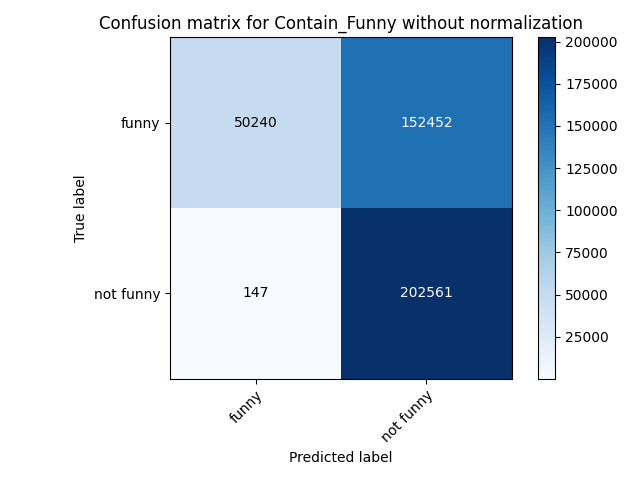 Confusion matrix for Contain_Funny without normalization
True label
funny
not funny
50240
152452
147
202561
funny
not funny
Predicted label
200000
175000
150000
125000
100000
75000
50000
25000